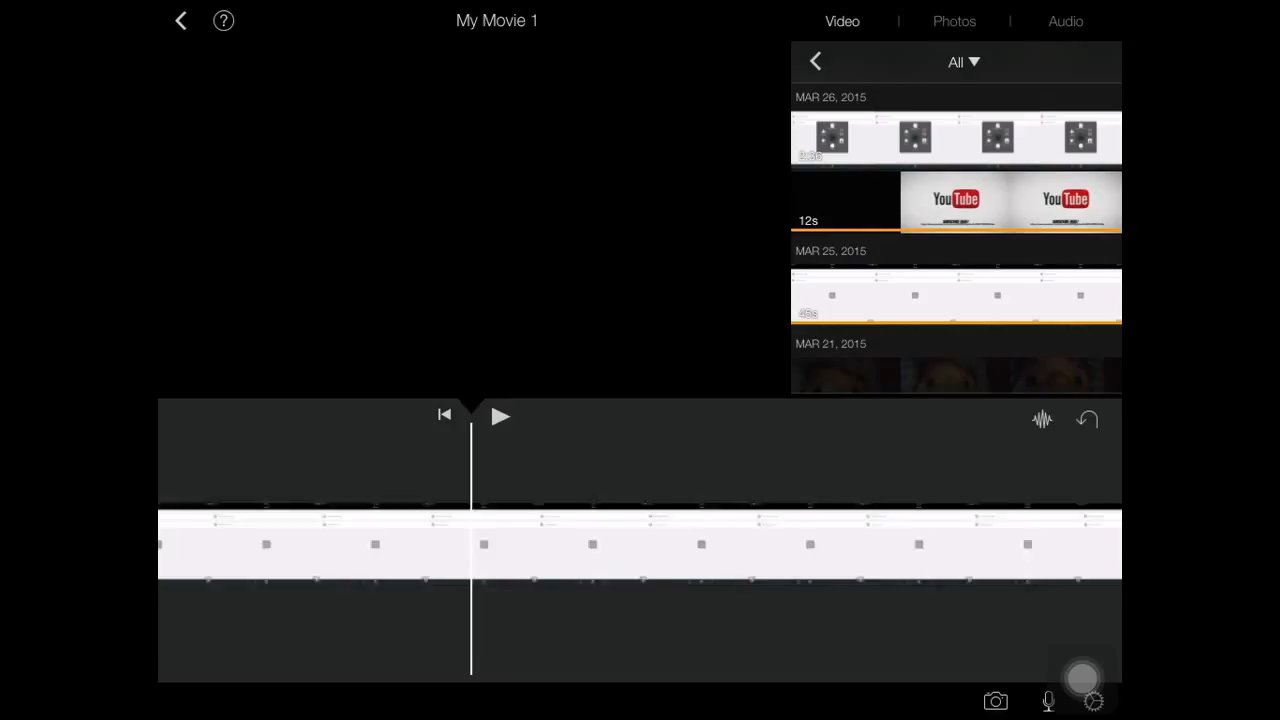 ?
My Movie 1
Video | Photos | Audio
All ▼
MAR 26, 2015
YouTube YouTube
12s
MAR 25, 2015
45s
MAR 21, 2015